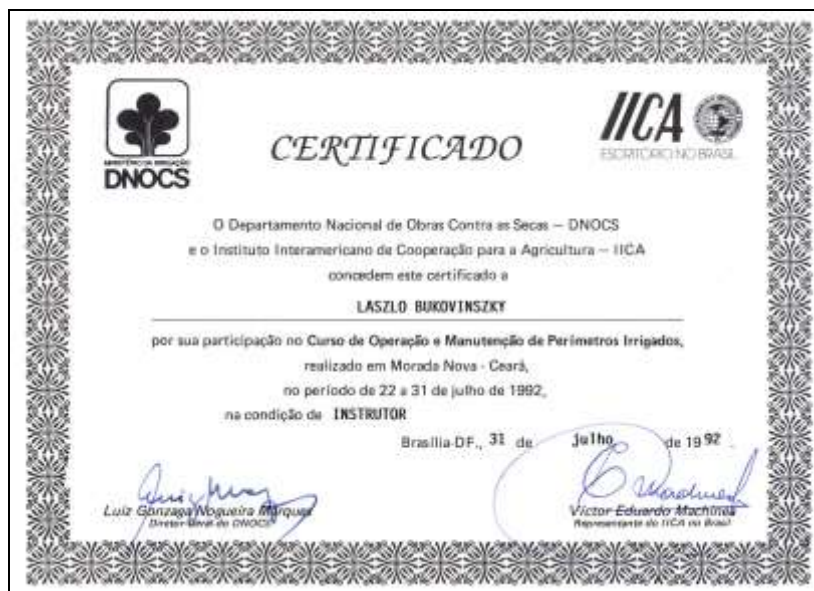 MINISTÉRIO DA IRRIGAÇÃO
DNOCS
CERTIFICADO
IICA
ESCRITÓRIO NO BRASIL
O Departamento Nacional de Obras Contra as Secas — DNOCS
e o Instituto Interamericano de Cooperação para a Agricultura — IICA
concedem este certificado a
LASZLO BUKOVINSZKY
por sua participação no Curso de Operação e Manutenção de Perímetros Irrigados,
realizado em Morada Nova - Ceará,
no período de 22 a 31 de julho de 1992,
na condição de INSTRUTOR
Brasília-DF., 31 de julho de 1992.
Luiz Gonzaga Nogueira Marques
Diretor-Geral do DNOCS
Victor Eduardo Machinea
Representante do IICA no Brasil